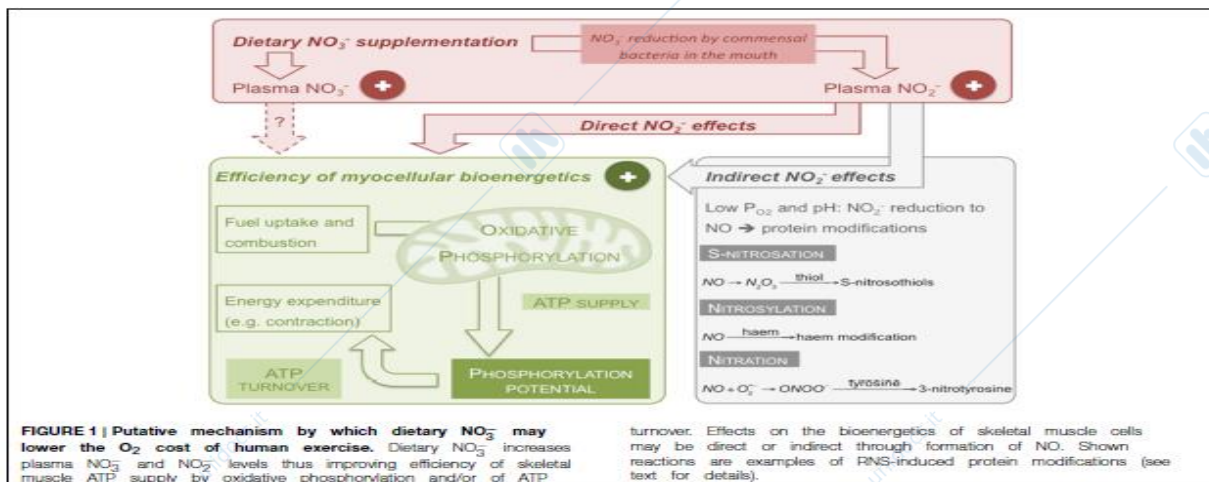 Dietary NO₃⁻ supplementation
NO₃⁻ reduction by commensal
bacteria in the mouth
Plasma NO₃⁻ +
Plasma NO₂⁻ +
?
Direct NO₂⁻ effects
Efficiency of myocellular bioenergetics +
Fuel uptake and
combustion
OXIDATIVE
PHOSPHORYLATION
Energy expenditure
(e.g. contraction)
ATP SUPPLY
ATP
TURNOVER
PHOSPHORYLATION
POTENTIAL
Indirect NO₂⁻ effects
Low P_O₂ and pH: NO₂⁻ reduction to
NO ➔ protein modifications
S-NITROSATION
NO → N₂O₃ —thiol→ S-nitrosothiols
NITROSYLATION
NO —haem→ haem modification
NITRATION
NO + O₂⁻ → ONOO⁻ —tyrosine→ 3-nitrotyrosine
FIGURE 1 | Putative mechanism by which dietary NO₃⁻ may
lower the O₂ cost of human exercise. Dietary NO₃⁻ increases
plasma NO₃⁻ and NO₂⁻ levels thus improving efficiency of skeletal
muscle ATP supply by oxidative phosphorylation and/or of ATP
turnover. Effects on the bioenergetics of skeletal muscle cells
may be direct or indirect through formation of NO. Shown
reactions are examples of RNS-induced protein modifications (see
text for details).